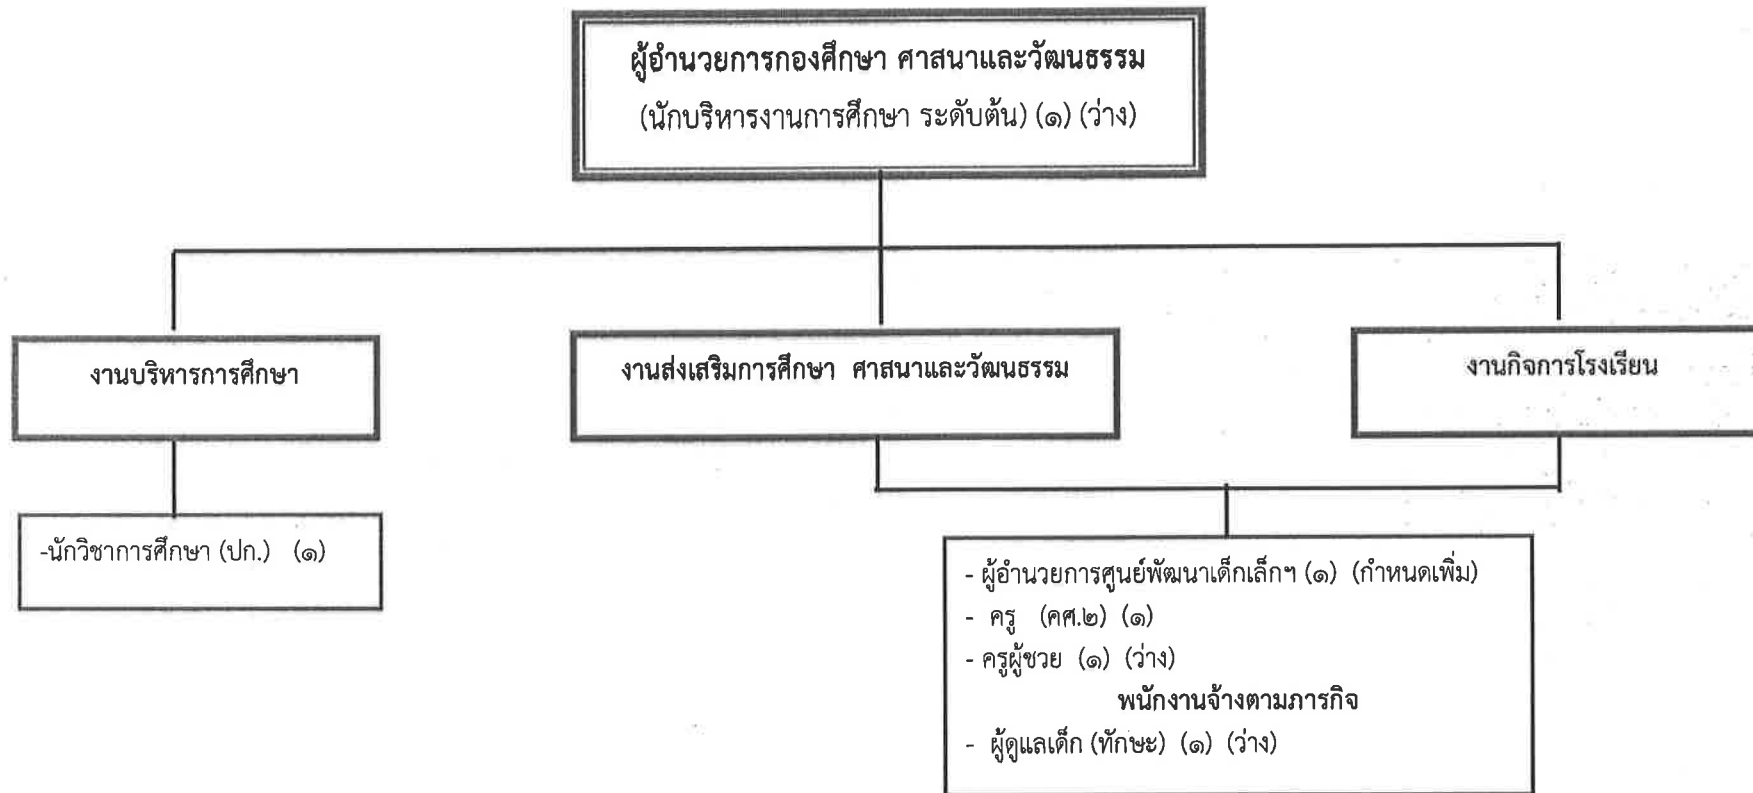 ผู้อำนวยการกองศึกษา ศาสนาและวัฒนธรรม
(นักบริหารงานการศึกษา ระดับต้น) (๑) (ว่าง)
งานบริหารการศึกษา
งานส่งเสริมการศึกษา ศาสนาและวัฒนธรรม
งานกิจการโรงเรียน
-นักวิชาการศึกษา (ปก.) (๑)
- ผู้อำนวยการศูนย์พัฒนาเด็กเล็กฯ (๑) (กำหนดเพิ่ม)
- ครู (คศ.๒) (๑)
- ครูผู้ชวย (๑) (ว่าง)
พนักงานจ้างตามภารกิจ
- ผู้ดูแลเด็ก (ทักษะ) (๑) (ว่าง)